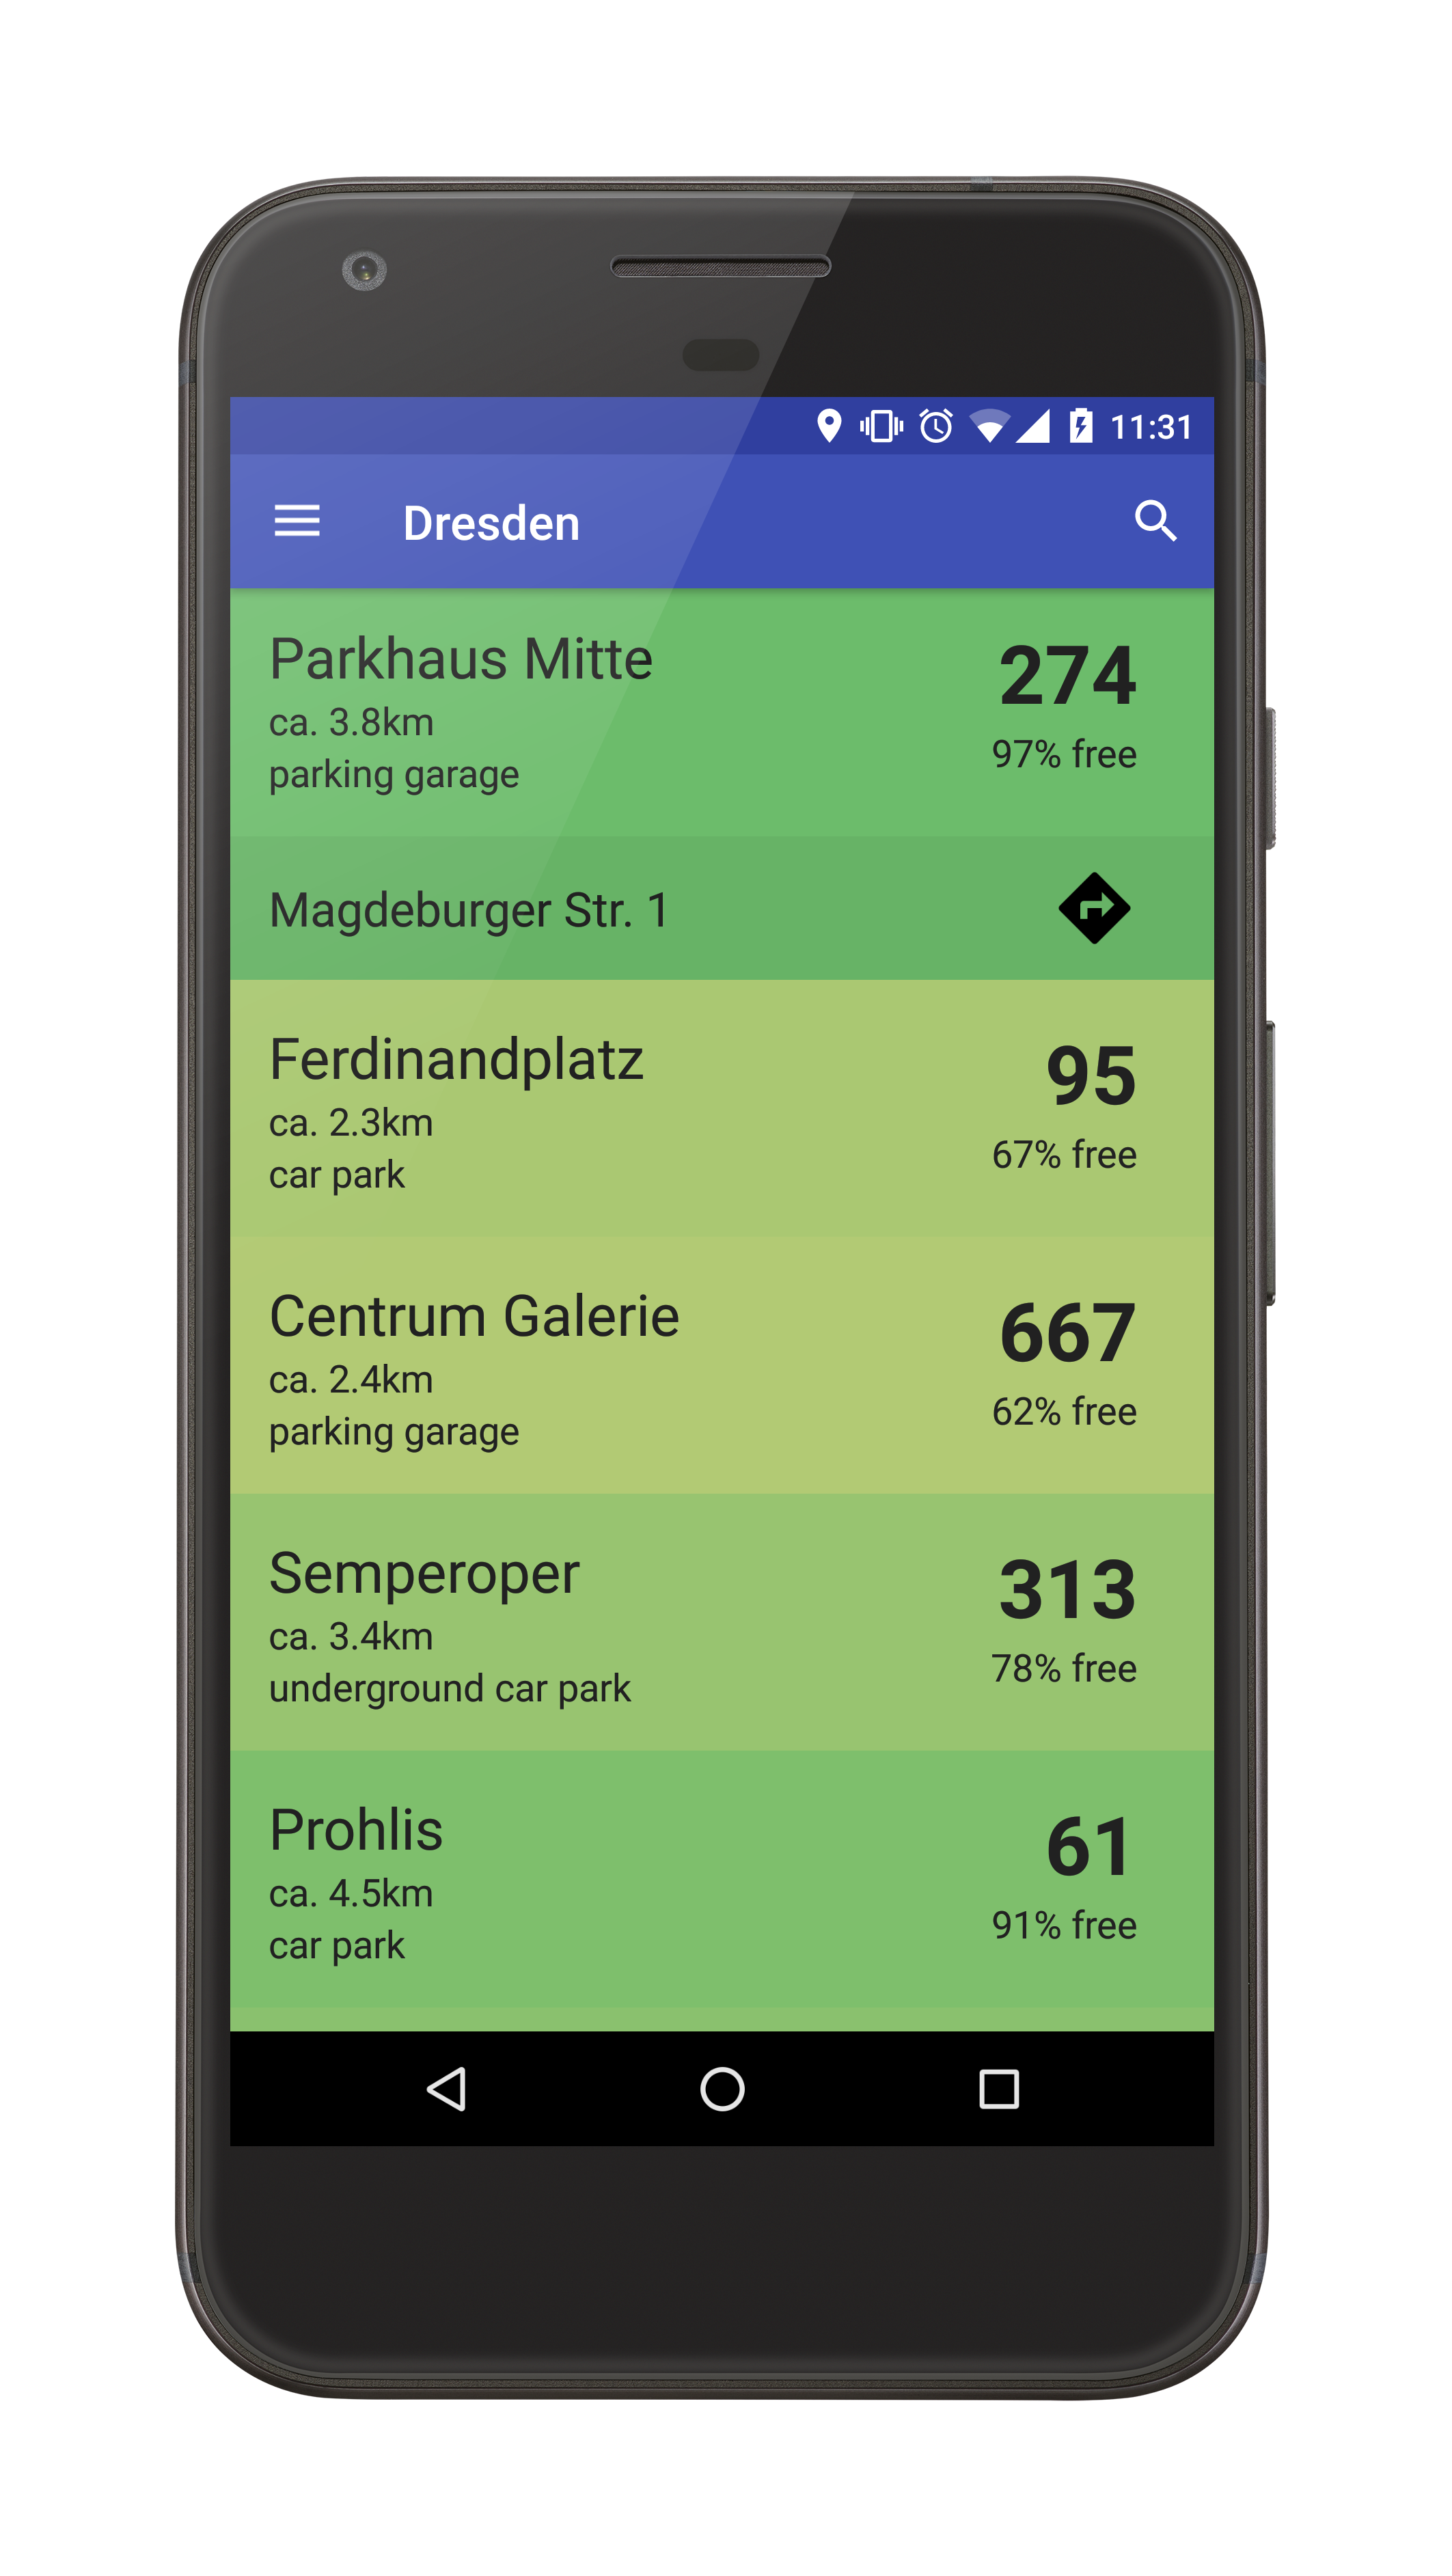 11:31
Dresden
Parkhaus Mitte
274
ca. 3.8km
97% free
parking garage
Magdeburger Str. 1
Ferdinandplatz
95
ca. 2.3km
67% free
car park
Centrum Galerie
667
ca. 2.4km
62% free
parking garage
Semperoper
313
ca. 3.4km
78% free
underground car park
Prohlis
61
ca. 4.5km
91% free
car park